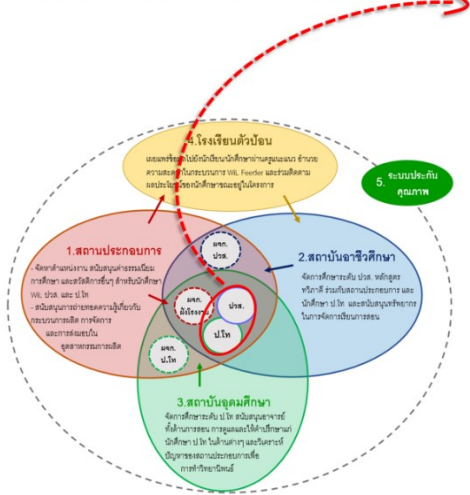 4.โรงเรียนตัวป้อน
เผยแพร่ข้อมูลไปยังนักเรียน/นักศึกษาผ่านครูแนะแนว อำนวย
ความสะดวกในกระบวนการ WiL Feeder และร่วมติดตาม
ผลประโยชน์ของนักศึกษาขณะอยู่ในโครงการ
5. ระบบประกัน
คุณภาพ
1.สถานประกอบการ
- จัดหาตำแหน่งงาน สนับสนุนค่าธรรมเนียม
การศึกษา และสวัสดิการอื่นๆ สำหรับนักศึกษา
WiL ปวส. และ ป.โท
- สนับสนุนการถ่ายทอดความรู้เกี่ยวกับ
กระบวนการผลิต การจัดการ
และการส่งมอบใน
อุตสาหกรรมการผลิต
ผจก.
ปวส.
2.สถาบันอาชีวศึกษา
จัดการศึกษาระดับ ปวส. หลักสูตร
ทวิภาคี ร่วมกับสถานประกอบการ และ
นักศึกษา ป.โท และสนับสนุนทรัพยากร
ในการจัดการเรียนการสอน
ผจก.
ฝั่งโรงงาน
ปวส.
ป.โท
ผจก.
ป.โท
3.สถาบันอุดมศึกษา
จัดการศึกษาระดับ ป.โท สนับสนุนอาจารย์
ทั้งด้านการสอน การดูแลและให้คำปรึกษาแก่
นักศึกษา ป.โท ในด้านต่างๆ และวิเคราะห์
ปัญหาของสถานประกอบการเพื่อ
การทำวิทยานิพนธ์